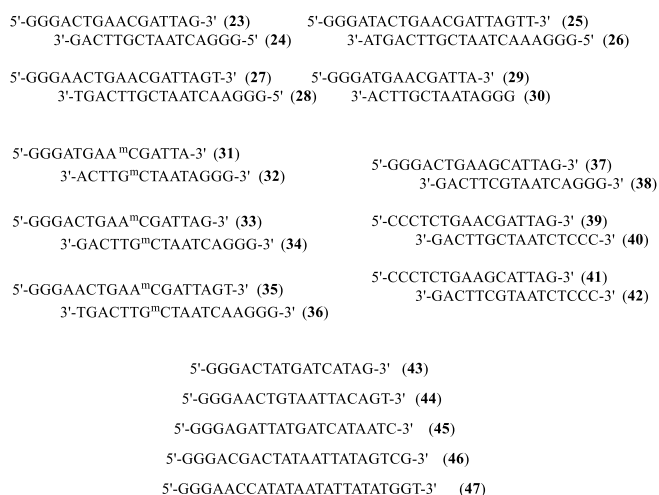 5'-GGGACTGAACGATTAG-3' (23)
3'-GACTTGCTAATCAGGG-5' (24)
5'-GGGATACTGAACGATTAGTT-3' (25)
3'-ATGACTTGCTAATCAAAGGG-5' (26)
5'-GGGAACTGAACGATTAGT-3' (27)
3'-TGACTTGCTAATCAAGGG-5' (28)
5'-GGGATGAACGATTA-3' (29)
3'-ACTTGCTAATAGGG (30)
5'-GGGATGAA ᵐCGATTA-3' (31)
3'-ACTTGᵐCTAATAGGG-3' (32)
5'-GGGACTGAAᵐCGATTAG-3' (33)
3'-GACTTGᵐCTAATCAGGG-3' (34)
5'-GGGAACTGAAᵐCGATTAGT-3' (35)
3'-TGACTTGᵐCTAATCAAGGG-3' (36)
5'-GGGACTGAAGCATTAG-3' (37)
3'-GACTTCGTAATCAGGG-3' (38)
5'-CCCTCTGAACGATTAG-3' (39)
3'-GACTTGCTAATCTCCC-3' (40)
5'-CCCTCTGAAGCATTAG-3' (41)
3'-GACTTCGTAATCTCCC-3' (42)
5'-GGGACTATGATCATAG-3' (43)
5'-GGGAACTGTAATTACAGT-3' (44)
5'-GGGAGATTATGATCATAATC-3' (45)
5'-GGGACGACTATAATTATAGTCG-3' (46)
5'-GGGAACCATATAATATTATATGGT-3' (47)